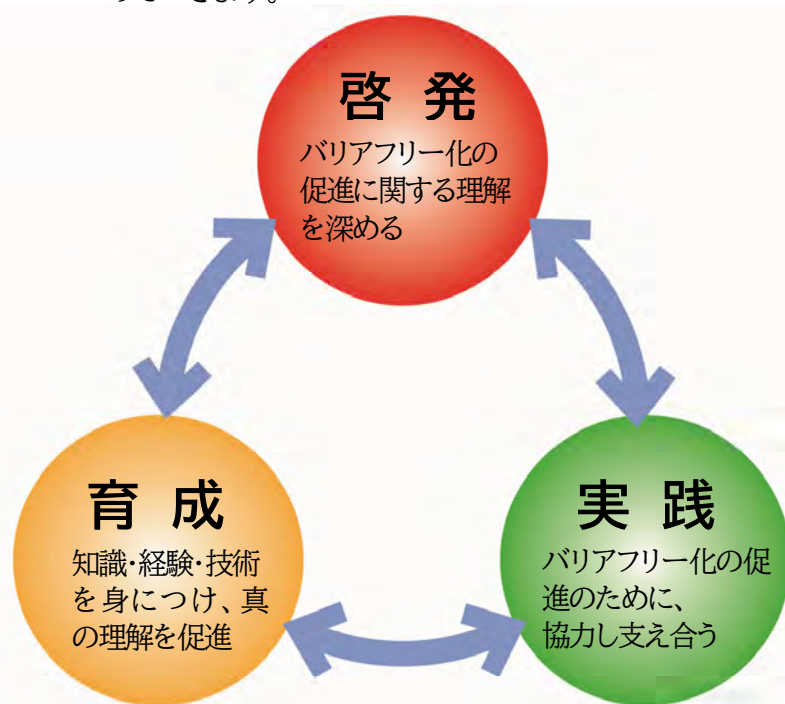 啓 発
バリアフリー化の
促進に関する理解
を深める
育 成
知識・経験・技術
を身につけ、真
の理解を促進
実 践
バリアフリー化の促
進のために、
協力し支え合う